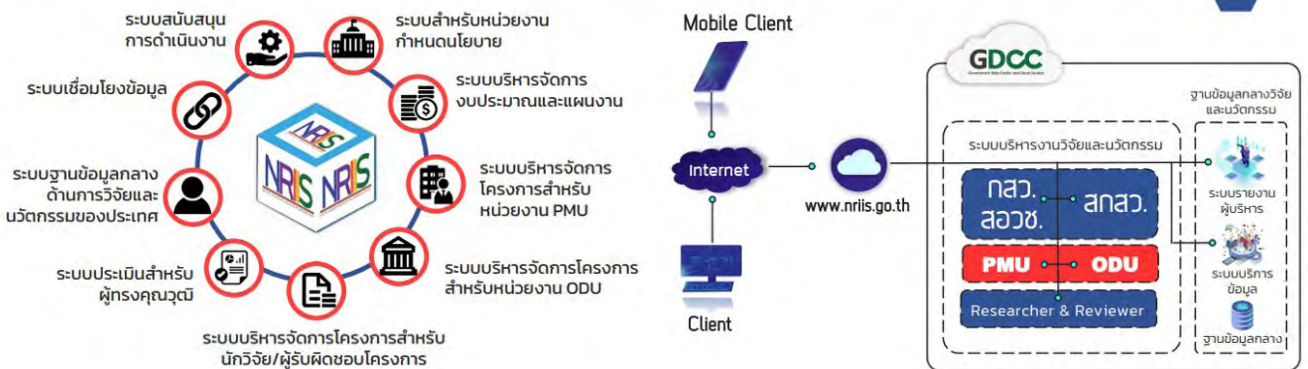 ระบบสนับสนุน
การดำเนินงาน
ระบบสำหรับหน่วยงาน
กำหนดนโยบาย
ระบบเชื่อมโยงข้อมูล
ระบบบริหารจัดการ
งบประมาณและแผนงาน
NRIIS
NRIIS
NRIIS
ระบบฐานข้อมูลกลาง
ด้านการวิจัยและ
นวัตกรรมของประเทศ
ระบบบริหารจัดการ
โครงการสำหรับ
หน่วยงาน PMU
ระบบประเมินสำหรับ
ผู้ทรงคุณวุฒิ
ระบบบริหารจัดการโครงการ
สำหรับหน่วยงาน ODU
ระบบบริหารจัดการโครงการสำหรับ
นักวิจัย/ผู้รับผิดชอบโครงการ
Mobile Client
Internet
Client
www.nriis.go.th
GDCC
Government Data Center and Cloud Service
ระบบบริหารงานวิจัยและนวัตกรรม
กสว.
สอวช.
สกสว.
PMU
ODU
Researcher & Reviewer
ฐานข้อมูลกลางวิจัย
และนวัตกรรม
ระบบรายงาน
ผู้บริหาร
ระบบบริการ
ข้อมูล
ฐานข้อมูลกลาง